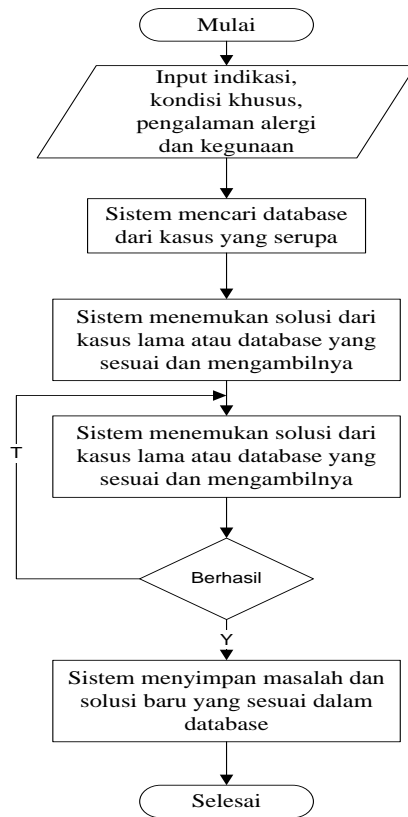 Mulai
Input indikasi,
kondisi khusus,
pengalaman alergi
dan kegunaan
Sistem mencari database
dari kasus yang serupa
Sistem menemukan solusi dari
kasus lama atau database yang
sesuai dan mengambilnya
Sistem menemukan solusi dari
kasus lama atau database yang
sesuai dan mengambilnya
T
Berhasil
Y
Sistem menyimpan masalah dan
solusi baru yang sesuai dalam
database
Selesai